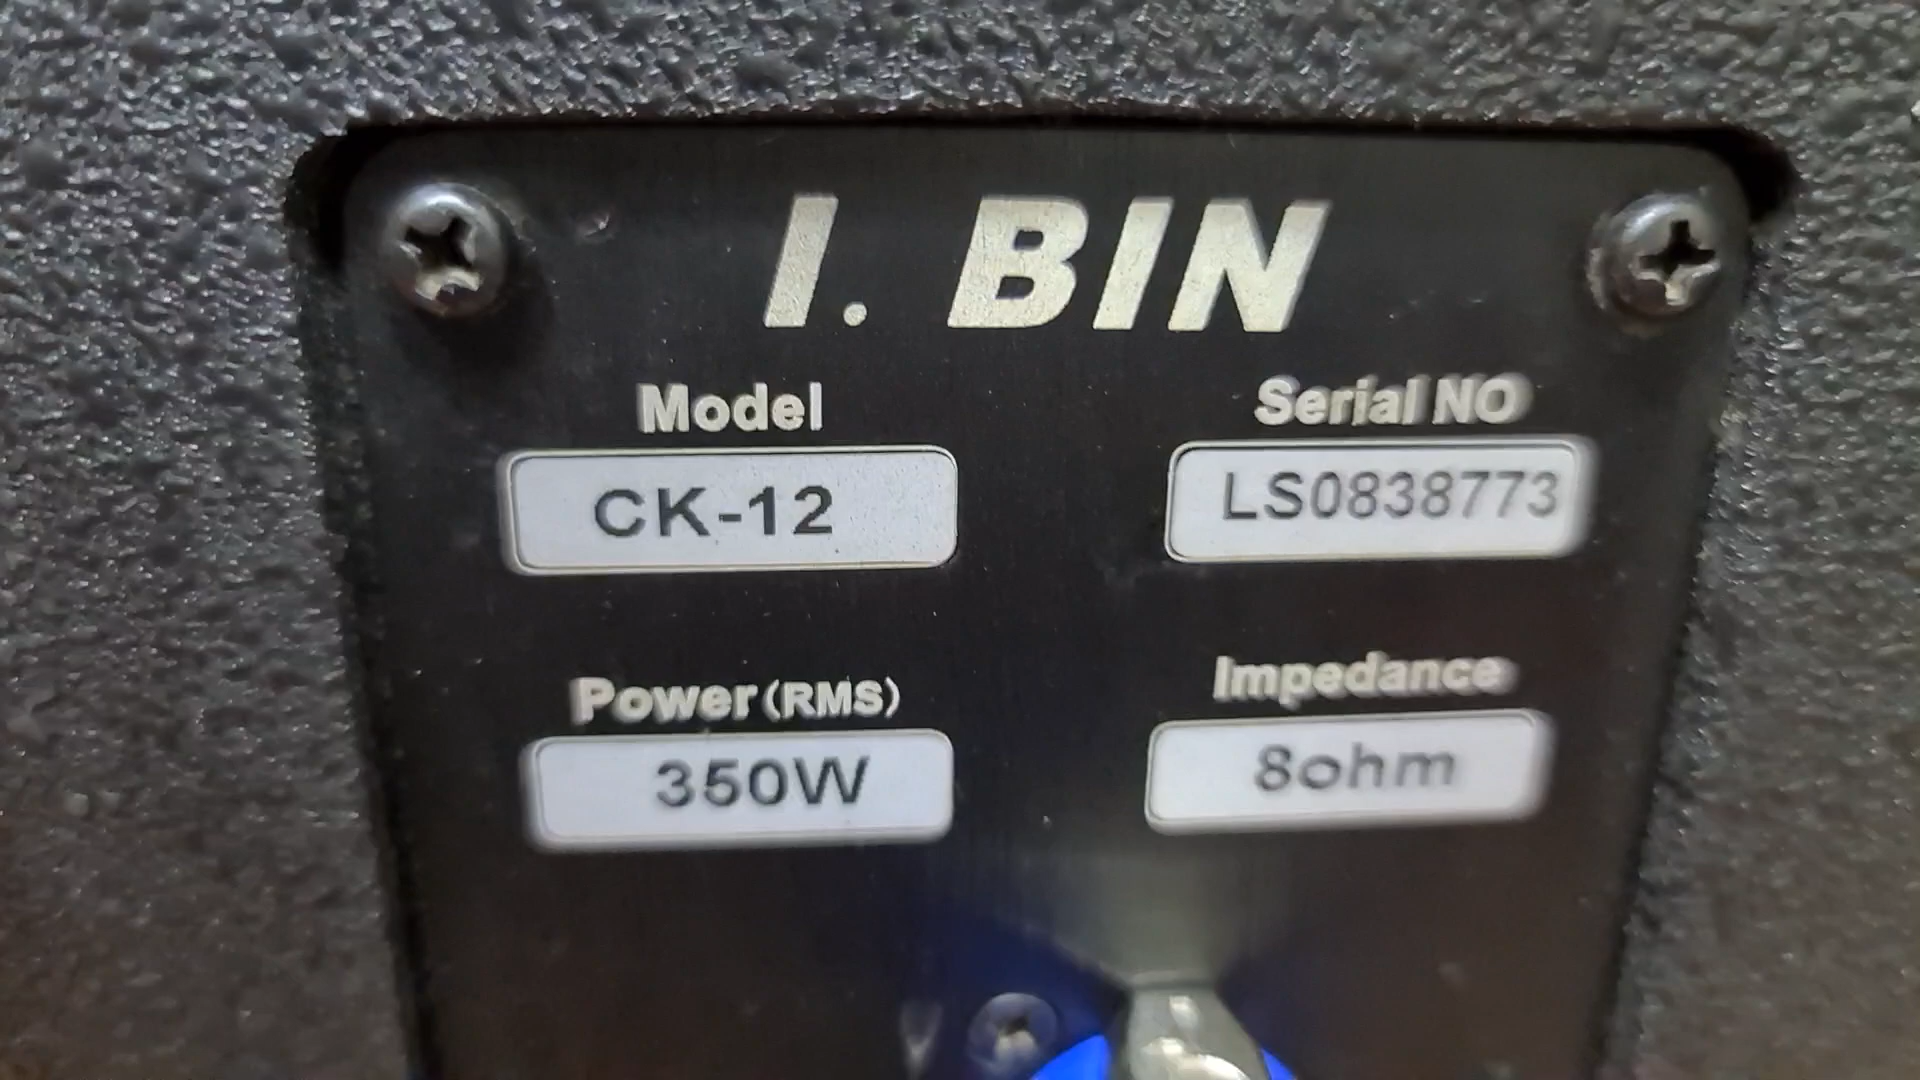 I. BIN
Model
Serial NO
CK-12
LS0838773
Power(RMS)
Impedance
350W
8ohm